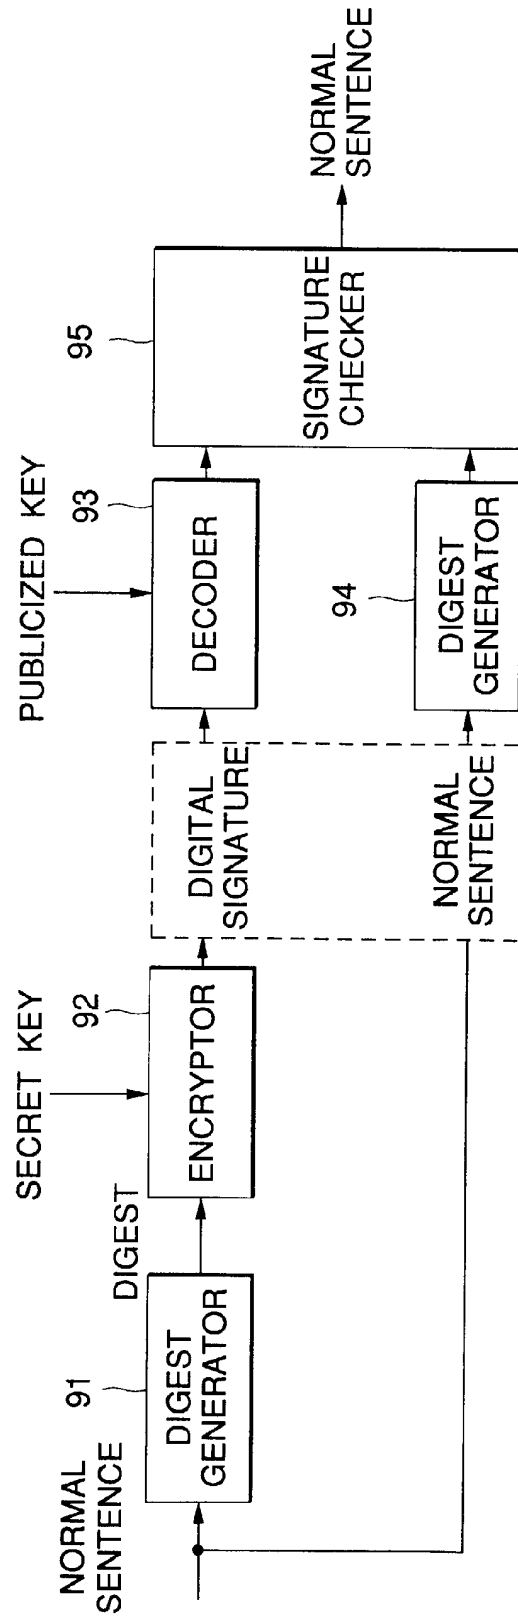 NORMAL
SENTENCE
91
DIGEST
GENERATOR
DIGEST
SECRET KEY
92
ENCRYPTOR
DIGITAL
SIGNATURE
NORMAL
SENTENCE
PUBLICIZED KEY
93
DECODER
94
DIGEST
GENERATOR
95
SIGNATURE
CHECKER
NORMAL
SENTENCE